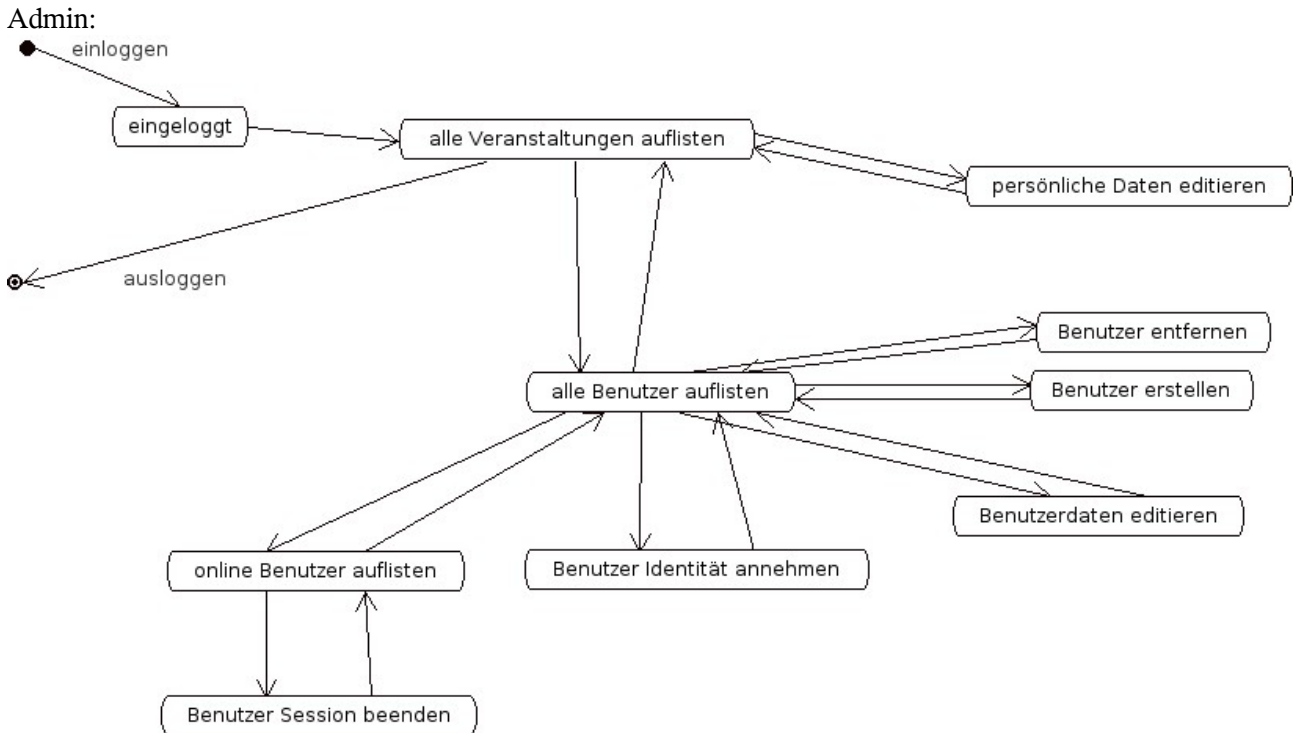 Admin:
einloggen
eingeloggt
alle Veranstaltungen auflisten
persönliche Daten editieren
ausloggen
Benutzer entfernen
alle Benutzer auflisten
Benutzer erstellen
Benutzerdaten editieren
online Benutzer auflisten
Benutzer Identität annehmen
Benutzer Session beenden